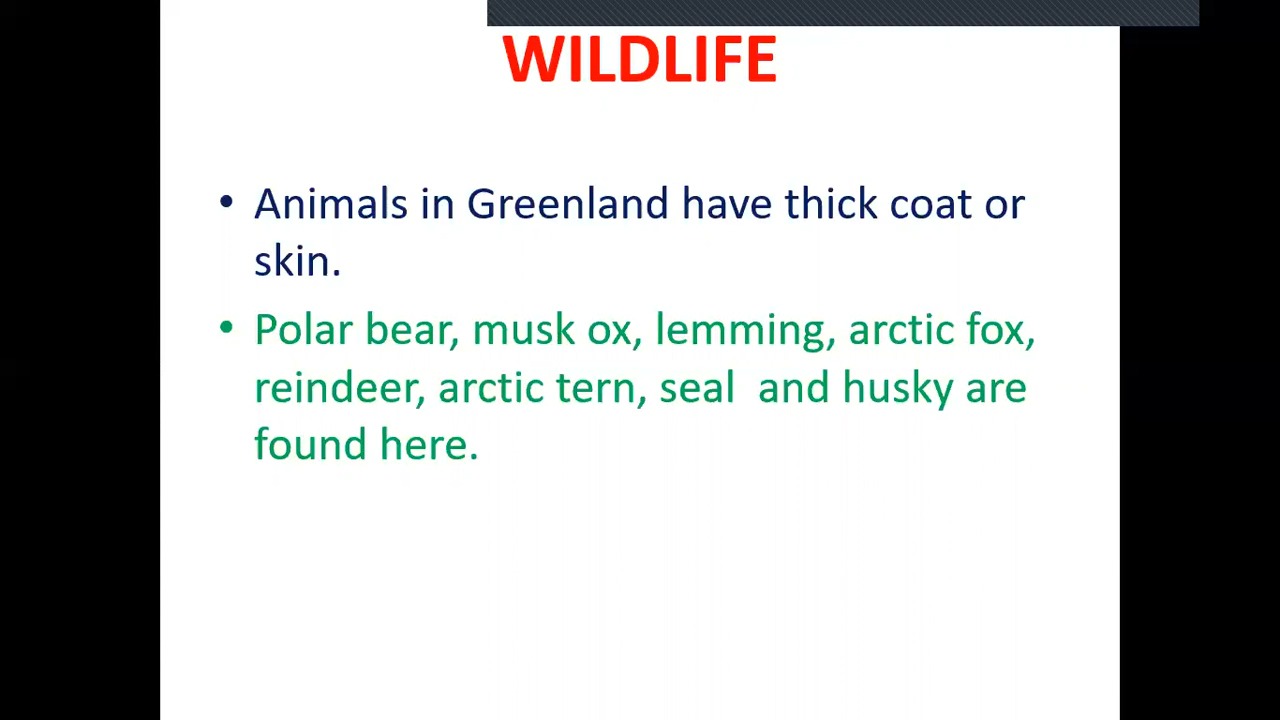 WILDLIFE
• Animals in Greenland have thick coat or
skin.
• Polar bear, musk ox, lemming, arctic fox,
reindeer, arctic tern, seal  and husky are
found here.